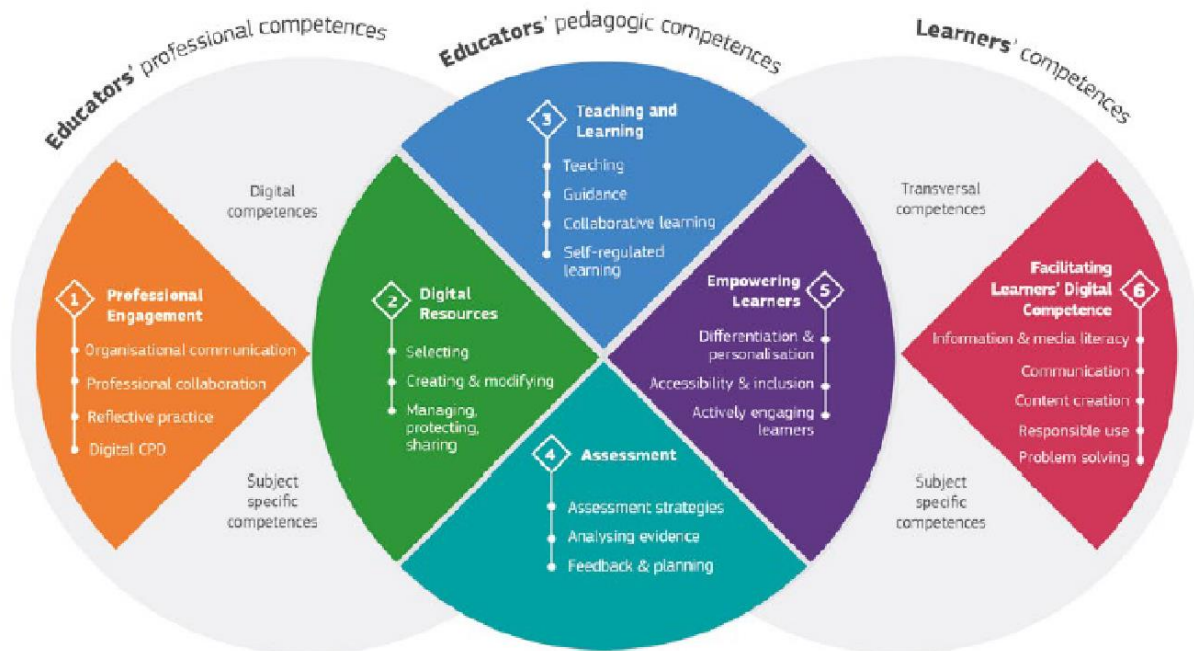 Educators' professional competences
Educators' pedagogic competences
Learners' competences
Digital
competences
Subject
specific
competences
1
Professional
Engagement
Organisational communication
Professional collaboration
Reflective practice
Digital CPD
2
Digital
Resources
Selecting
Creating & modifying
Managing,
protecting,
sharing
3
Teaching and
Learning
Teaching
Guidance
Collaborative learning
Self-regulated
learning
4
Assessment
Assessment strategies
Analysing evidence
Feedback & planning
Empowering
Learners
5
Differentiation &
personalisation
Accessibility & inclusion
Actively engaging
learners
Transversal
competences
Subject
specific
competences
Facilitating
Learners' Digital
Competence
6
Information & media literacy
Communication
Content creation
Responsible use
Problem solving